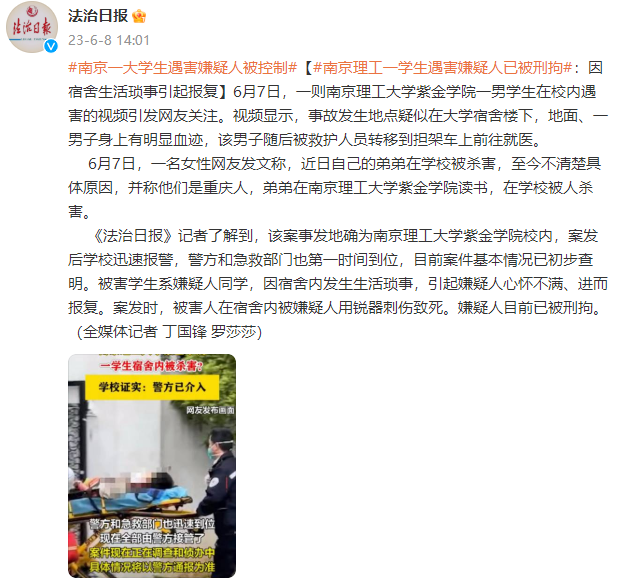 法治日报
法治日报
23-6-8 14:01
#南京一大学生遇害嫌疑人被控制#【#南京理工一学生遇害嫌疑人已被刑拘#：因
宿舍生活琐事引起报复】6月7日，一则南京理工大学紫金学院一男学生在校内遇
害的视频引发网友关注。视频显示，事故发生地点疑似在大学宿舍楼下，地面、一
男子身上有明显血迹，该男子随后被救护人员转移到担架车上前往就医。
6月7日，一名女性网友发文称，近日自己的弟弟在学校被杀害，至今不清楚具
体原因，并称他们是重庆人，弟弟在南京理工大学紫金学院读书，在学校被人杀
害。
《法治日报》记者了解到，该案事发地确为南京理工大学紫金学院校内，案发
后学校迅速报警，警方和急救部门也第一时间到位，目前案件基本情况已初步查
明。被害学生系嫌疑人同学，因宿舍内发生生活琐事，引起嫌疑人心怀不满、进而
报复。案发时，被害人在宿舍内被嫌疑人用锐器刺伤致死。嫌疑人目前已被刑拘。
（全媒体记者 丁国锋 罗莎莎）
一学生宿舍内被杀害？
学校证实：警方已介入
网友发布画面
警方和急救部门也迅速到位
现在全部由警方接管了
案件现在正在调查和侦办中
具体情况将以警方通报为准